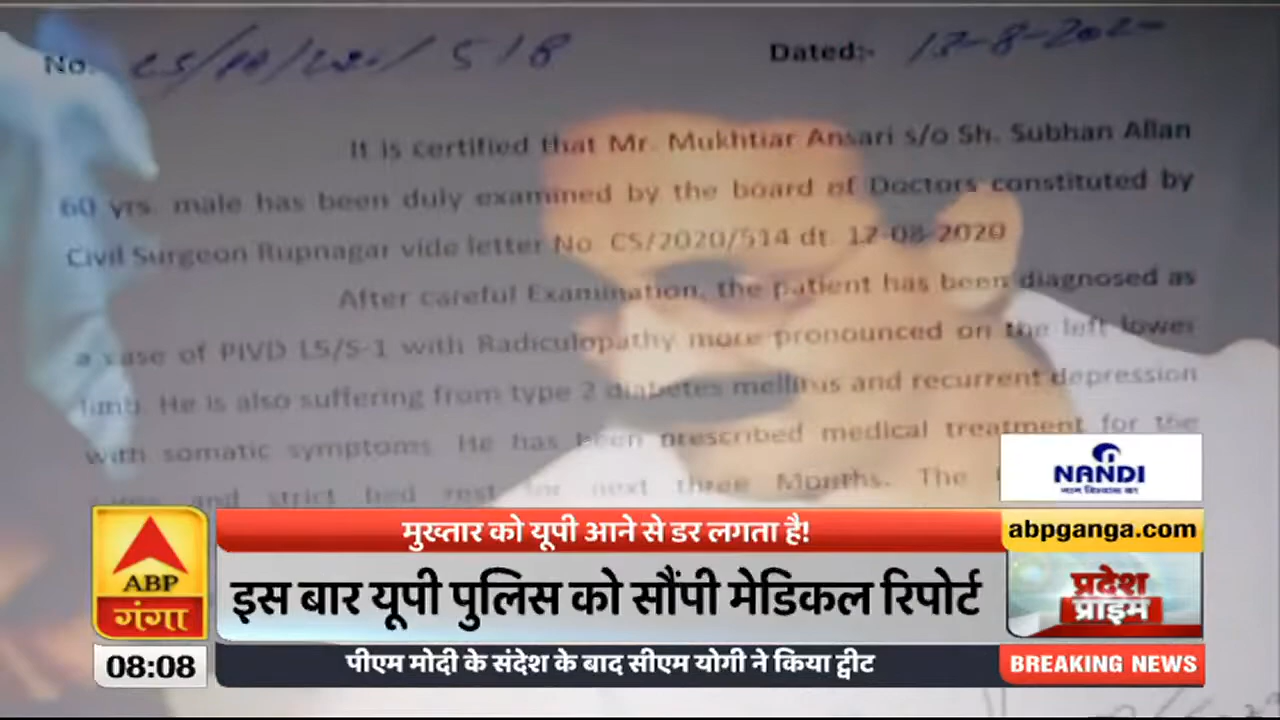 No.
518
Dated:-
It is certified that Mr. Mukhtiar Ansari s/o Sh. Subhan Allan
60 yrs. male has been duly examined by the board of Doctors constituted by
Civil Surgeon Rupnagar vide letter No. CS/2020/514 dt. 12-08-2020
After careful Examination, the patient has been diagnosed as
a case of PIVD L5/S-1 with Radiculopathy more pronounced on the left lower
limb. He is also suffering from type 2 diabetes mellitus and recurrent depression
with somatic symptoms. He has been prescribed medical treatment for the
and strict bed rest for next three Months. The
NANDI
नाम विश्वास का
मुख्तार को यूपी आने से डर लगता है!
abpganga.com
ABP
गंगा
इस बार यूपी पुलिस को सौंपी मेडिकल रिपोर्ट
प्रदेश
प्राइम
08:08
पीएम मोदी के संदेश के बाद सीएम योगी ने किया ट्वीट
BREAKING NEWS